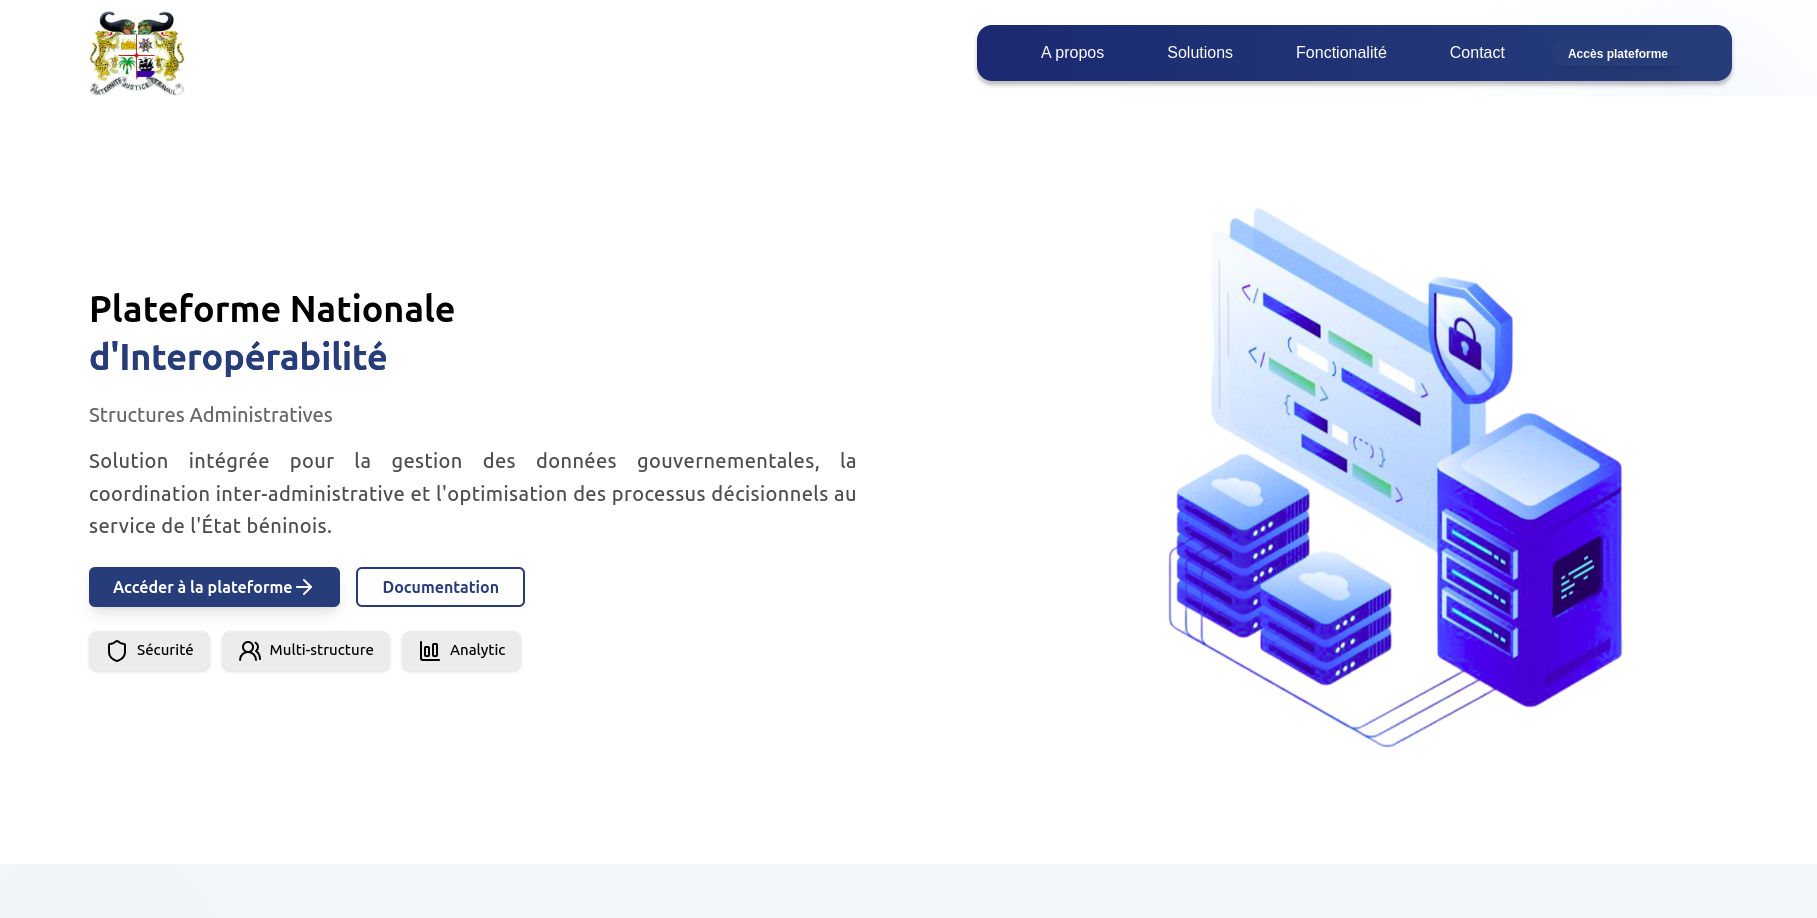 FRATERNITÉ JUSTICE TRAVAIL
A propos
Solutions
Fonctionalité
Contact
Accès plateforme
Plateforme Nationale
d'Interopérabilité
Structures Administratives
Solution intégrée pour la gestion des données gouvernementales, la
coordination inter-administrative et l'optimisation des processus décisionnels au
service de l'État béninois.
Accéder à la plateforme
Documentation
Sécurité
Multi-structure
Analytic